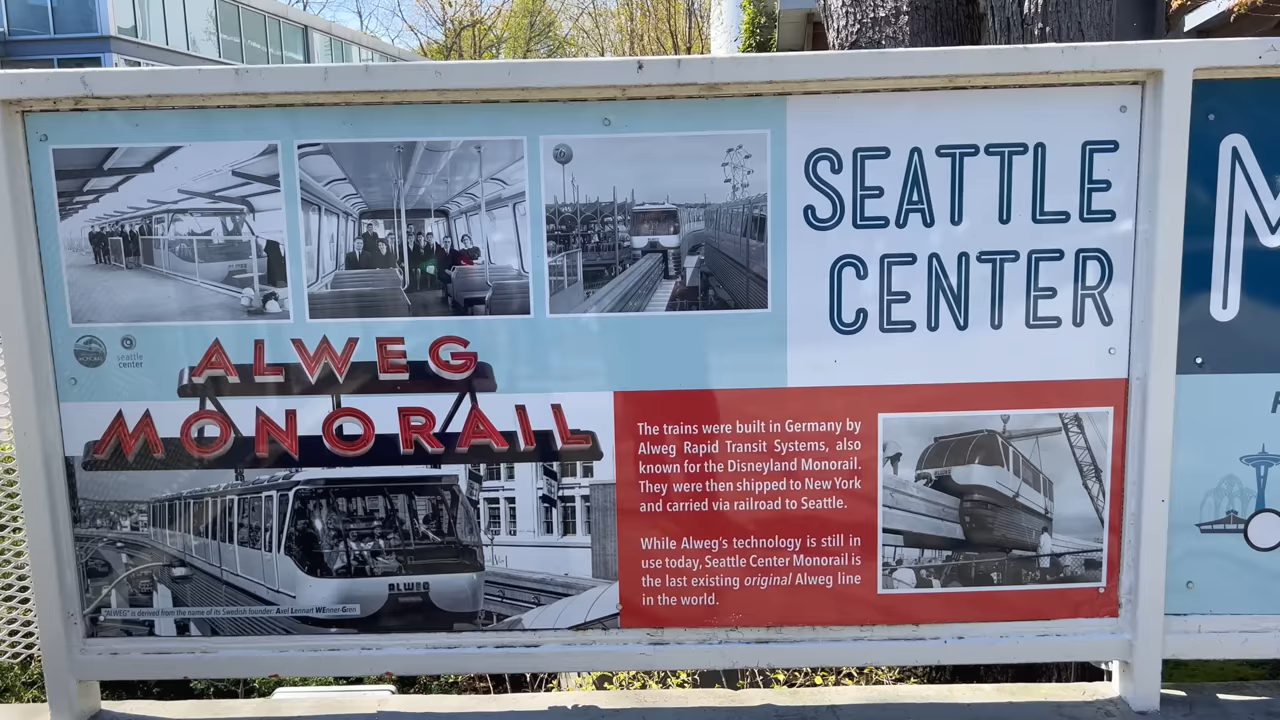 SEATTLE
CENTER
seattle
center
ALWEG
MONORAIL
ALWEG
"ALWEG" is derived from the name of its Swedish founder: Axel Lennart WEnner-Gren
The trains were built in Germany by
Alweg Rapid Transit Systems, also
known for the Disneyland Monorail.
They were then shipped to New York
and carried via railroad to Seattle.
While Alweg's technology is still in
use today, Seattle Center Monorail is
the last existing original Alweg line
in the world.
M